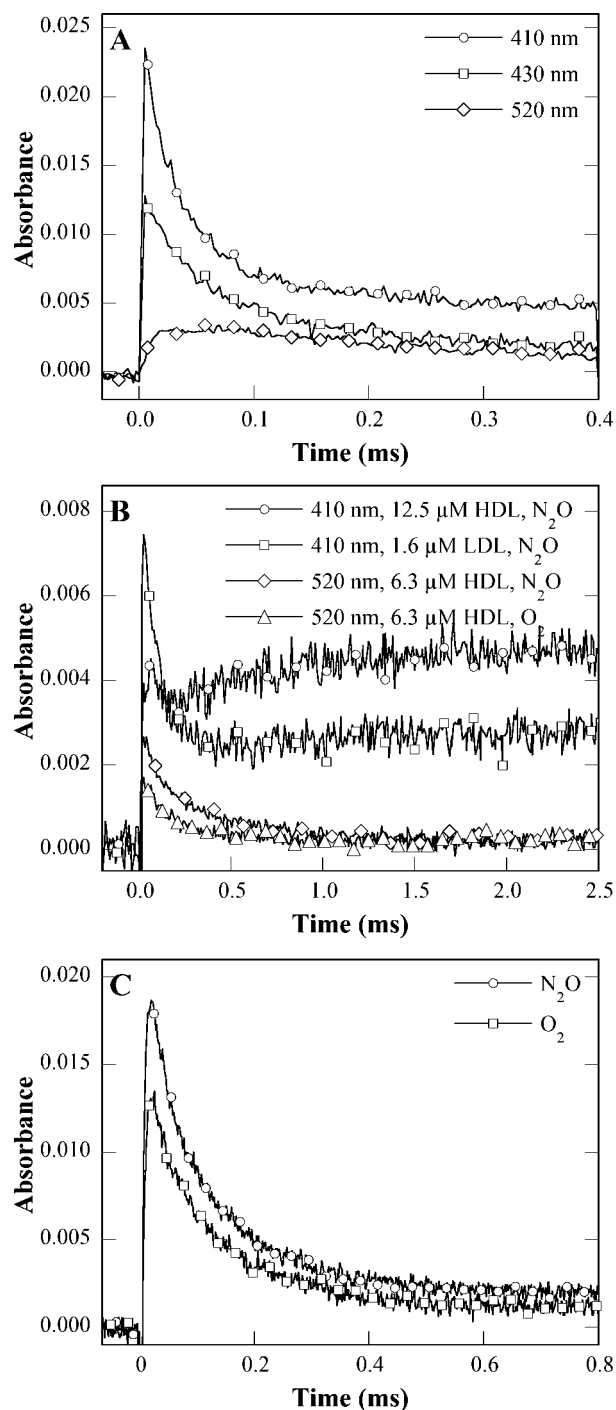 A
410 nm
430 nm
520 nm
0.025
0.020
0.015
0.010
0.005
0.000
Absorbance
0.0 0.1 0.2 0.3 0.4
Time (ms)
B
410 nm, 12.5 µM HDL, N₂O
410 nm, 1.6 µM LDL, N₂O
520 nm, 6.3 µM HDL, N₂O
520 nm, 6.3 µM HDL, O₂
0.008
0.006
0.004
0.002
0.000
Absorbance
0.0 0.5 1.0 1.5 2.0 2.5
Time (ms)
C
N₂O
O₂
0.020
0.015
0.010
0.005
0.000
Absorbance
0 0.2 0.4 0.6 0.8
Time (ms)